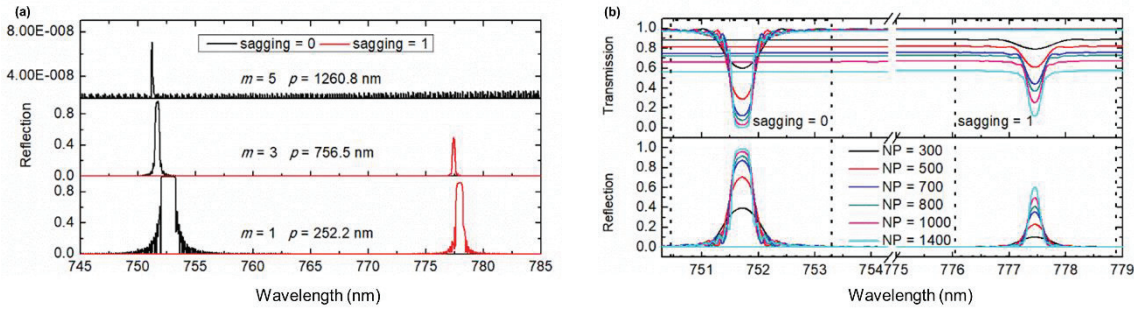 (a)
8.00E-008
4.00E-008
0.8
0.4
0.0
0.8
0.4
0.0
Reflection
sagging = 0 sagging = 1
m = 5 p = 1260.8 nm
m = 3 p = 756.5 nm
m = 1 p = 252.2 nm
745 750 755 760 765 770 775 780 785
Wavelength (nm)
(b)
1.0
0.8
0.6
0.4
0.2
0.0
Transmission
1.0
0.8
0.6
0.4
0.2
0.0
Reflection
sagging = 0 sagging = 1
NP = 300
NP = 500
NP = 700
NP = 800
NP = 1000
NP = 1400
751 752 753 754 775 776 777 778 779
Wavelength (nm)